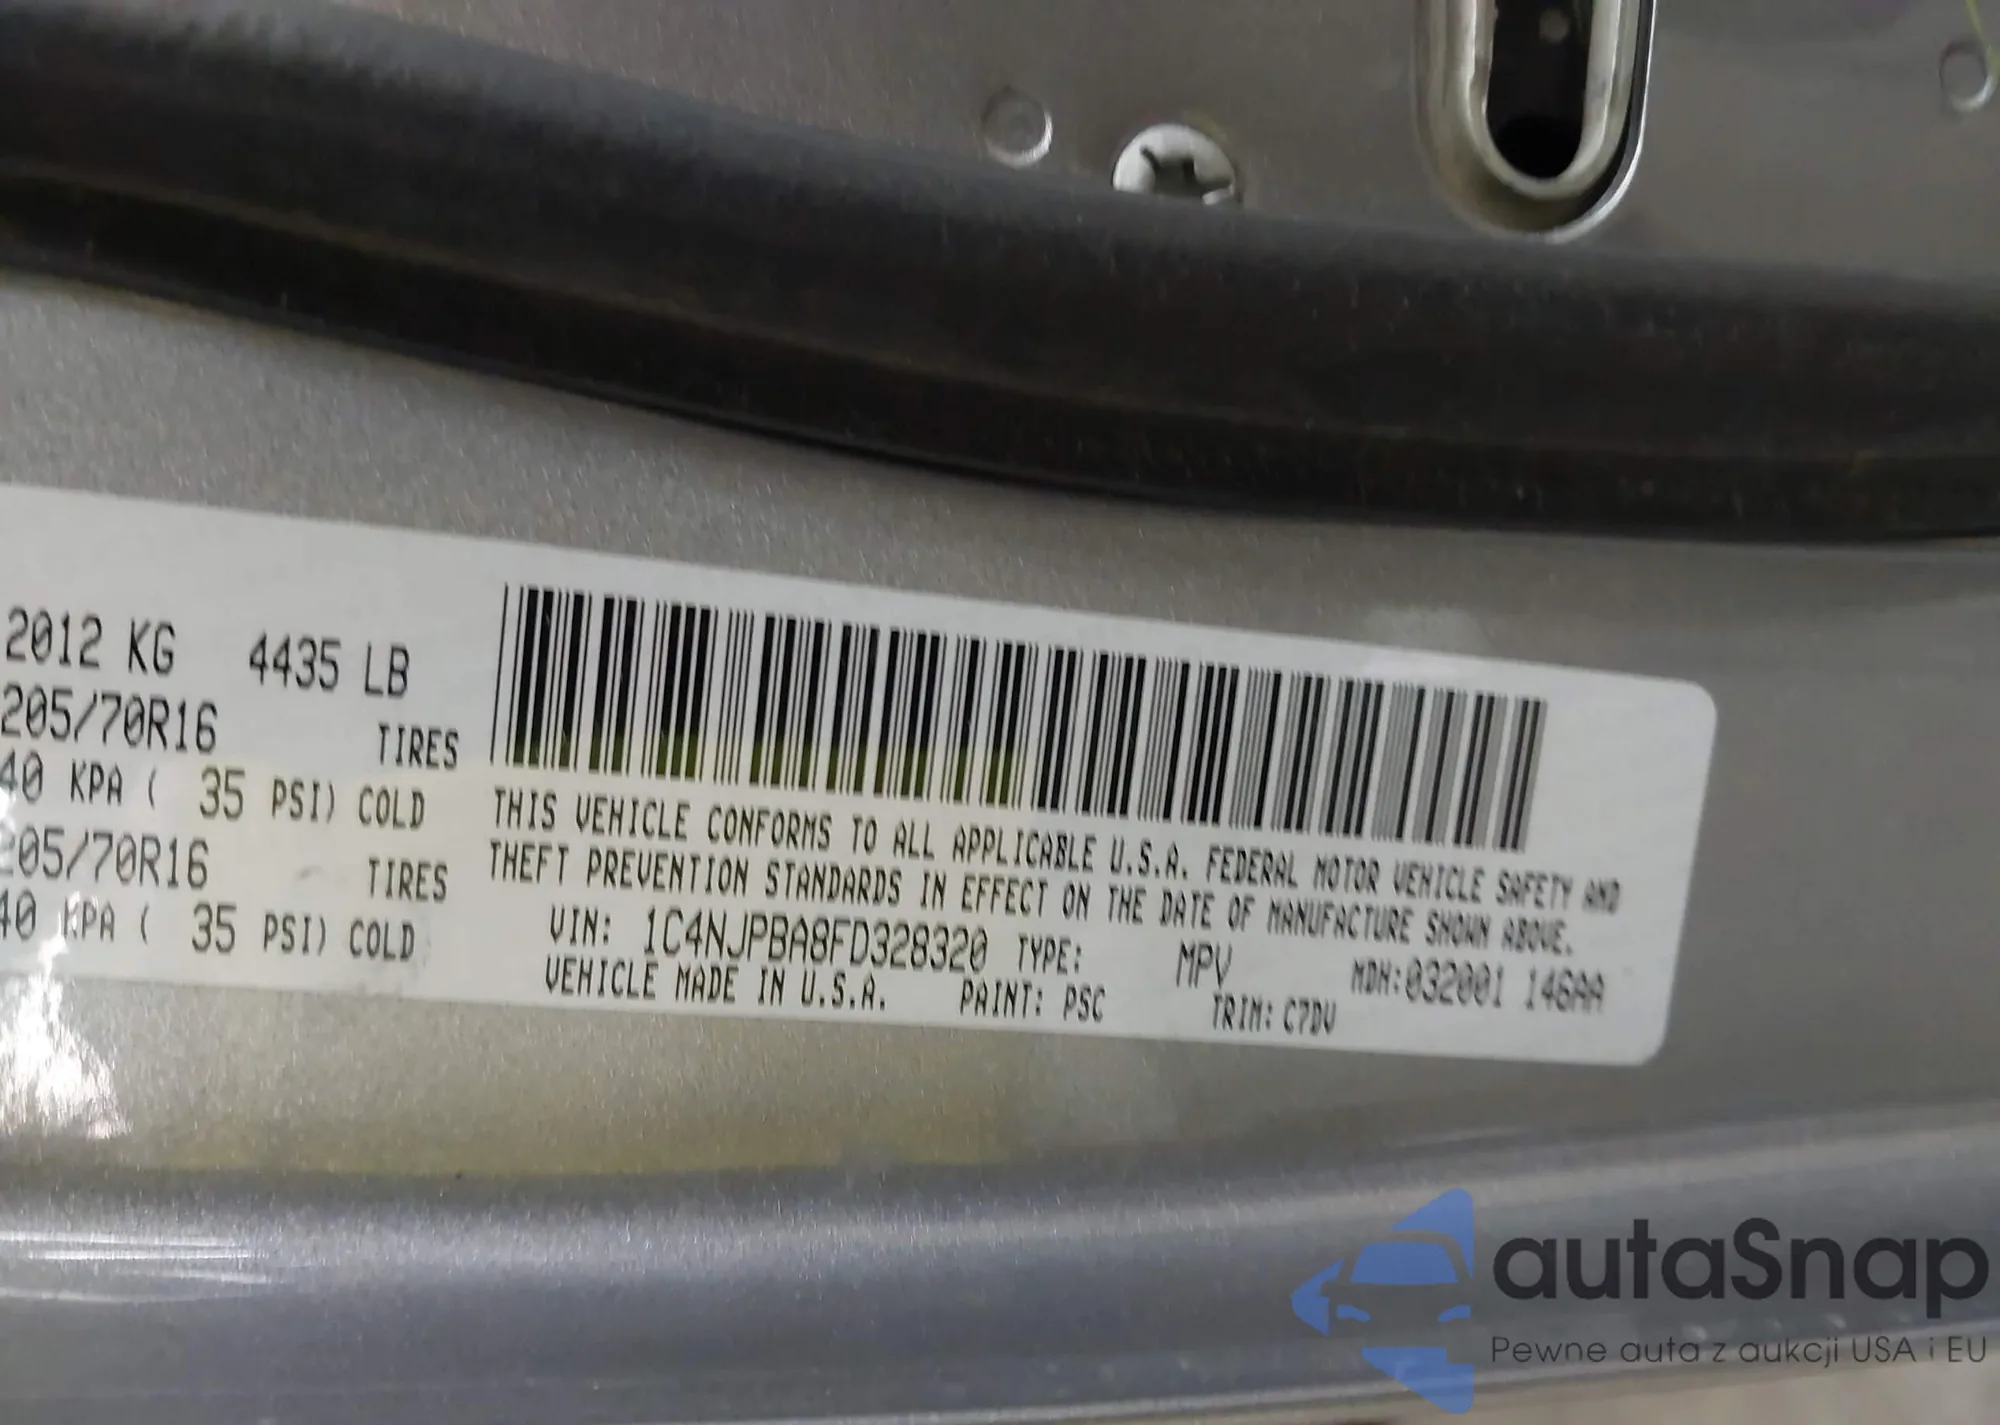 2012 KG 4435 LB
205/70R16 TIRES
40 KPA ( 35 PSI) COLD
205/70R16 TIRES
40 KPA ( 35 PSI) COLD
THIS VEHICLE CONFORMS TO ALL APPLICABLE U.S.A. FEDERAL MOTOR VEHICLE SAFETY AND
THEFT PREVENTION STANDARDS IN EFFECT ON THE DATE OF MANUFACTURE SHOWN ABOVE.
VIN: 1C4NJPBA8FD328320 TYPE: MPV MDH:032001 146AA
VEHICLE MADE IN U.S.A. PAINT: PSC TRIM: C7DV
autaSnap
Pewne auta z aukcji USA i EU